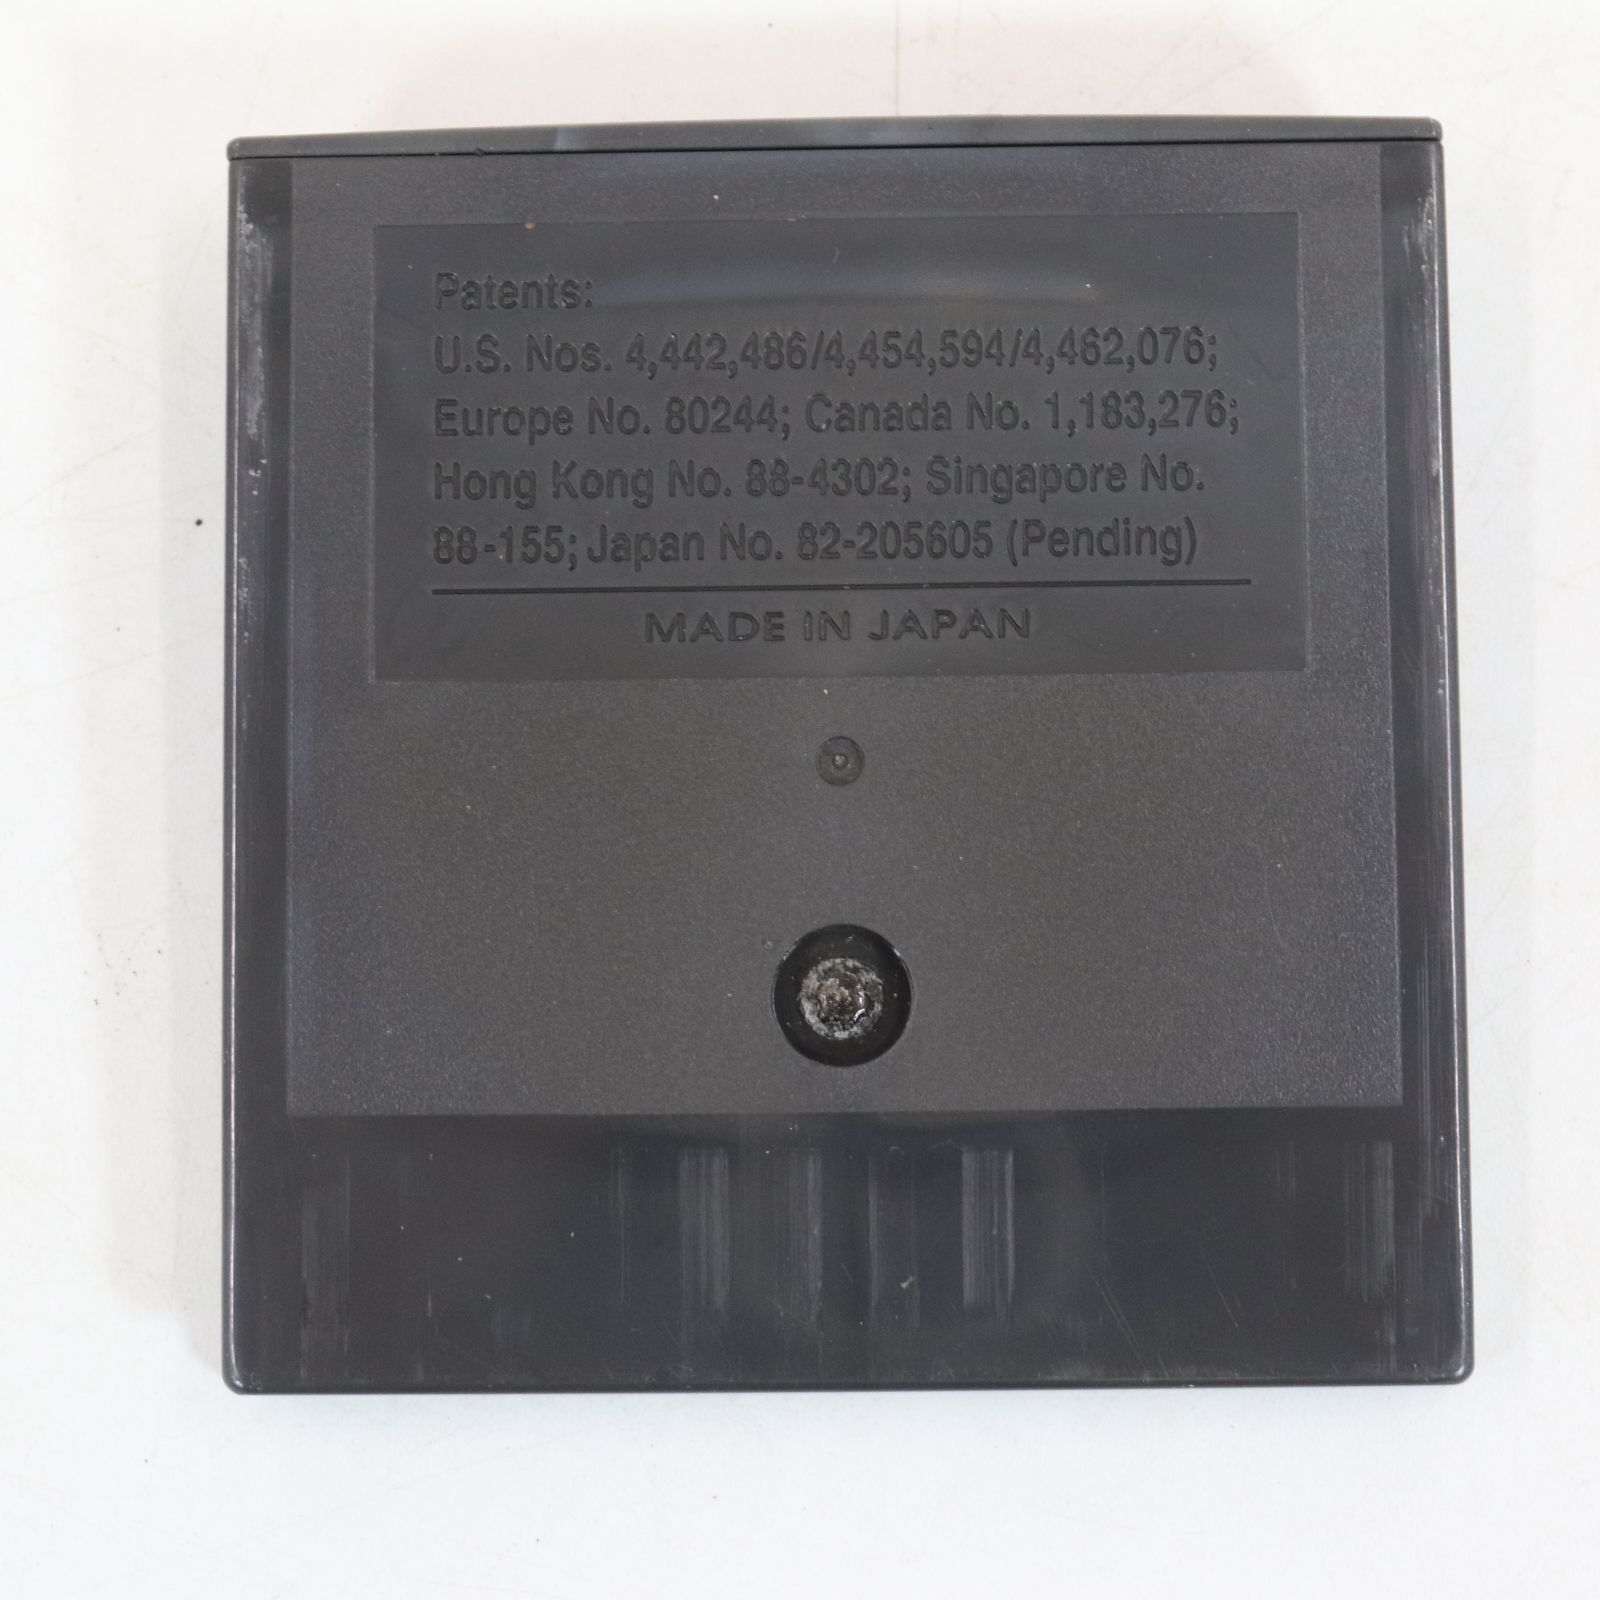 Patents:
U.S. Nos. 4,442,486/4,454,594/4,462,076;
Europe No. 80244; Canada No. 1,183,276;
Hong Kong No. 88-4302; Singapore No.
88-155; Japan No. 82-205605 (Pending)
MADE IN JAPAN